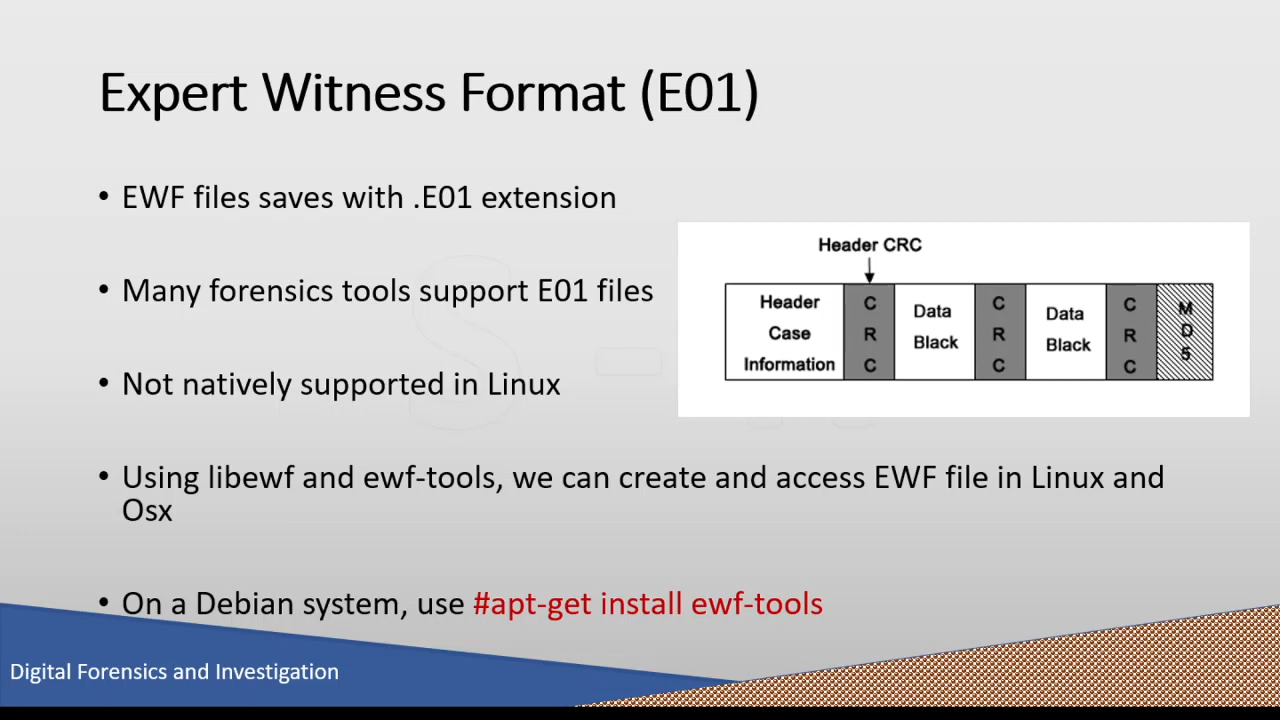 Expert Witness Format (E01)
• EWF files saves with .E01 extension
• Many forensics tools support E01 files
• Not natively supported in Linux
• Using libewf and ewf-tools, we can create and access EWF file in Linux and
Osx
• On a Debian system, use #apt-get install ewf-tools
Header CRC
Header
Case
Information
C
R
C
Data
Black
C
R
C
Data
Black
C
R
C
M
D
5
Digital Forensics and Investigation